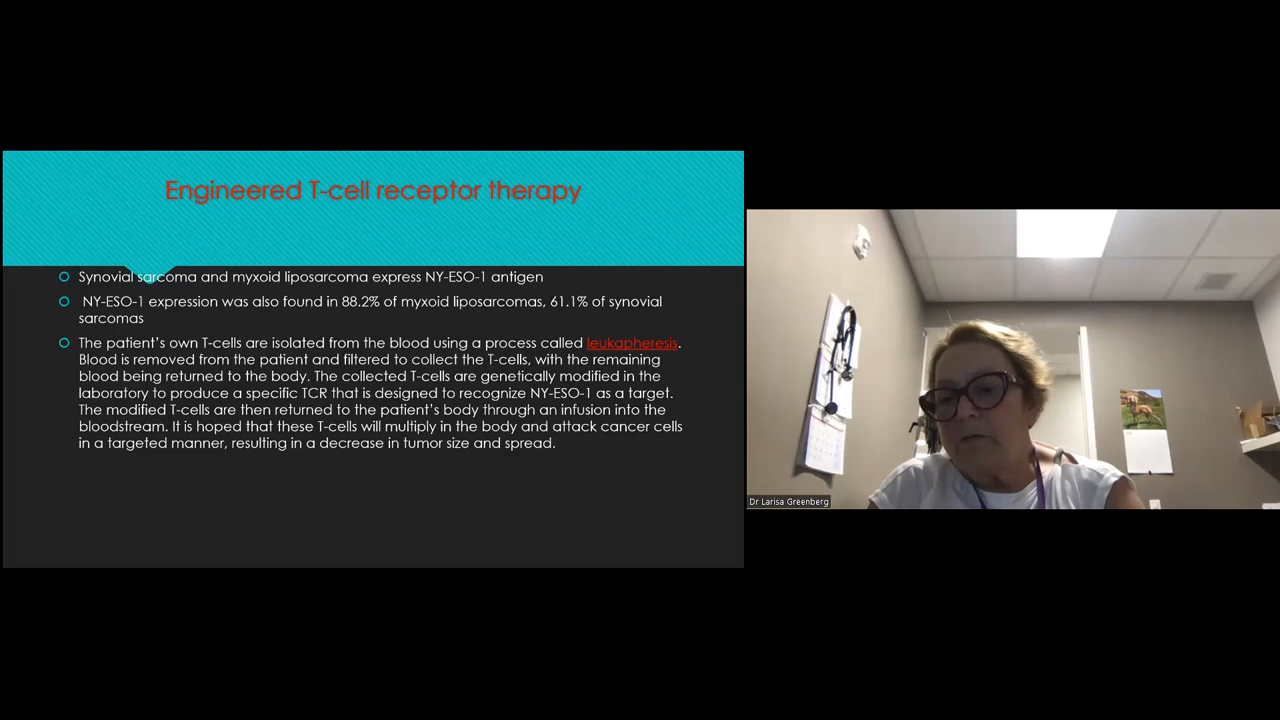 Engineered T-cell receptor therapy
Synovial sarcoma and myxoid liposarcoma express NY-ESO-1 antigen
NY-ESO-1 expression was also found in 88.2% of myxoid liposarcomas, 61.1% of synovial
sarcomas
The patient's own T-cells are isolated from the blood using a process called leukapheresis.
Blood is removed from the patient and filtered to collect the T-cells, with the remaining
blood being returned to the body. The collected T-cells are genetically modified in the
laboratory to produce a specific TCR that is designed to recognize NY-ESO-1 as a target.
The modified T-cells are then returned to the patient's body through an infusion into the
bloodstream. It is hoped that these T-cells will multiply in the body and attack cancer cells
in a targeted manner, resulting in a decrease in tumor size and spread.
Dr Larisa Greenberg